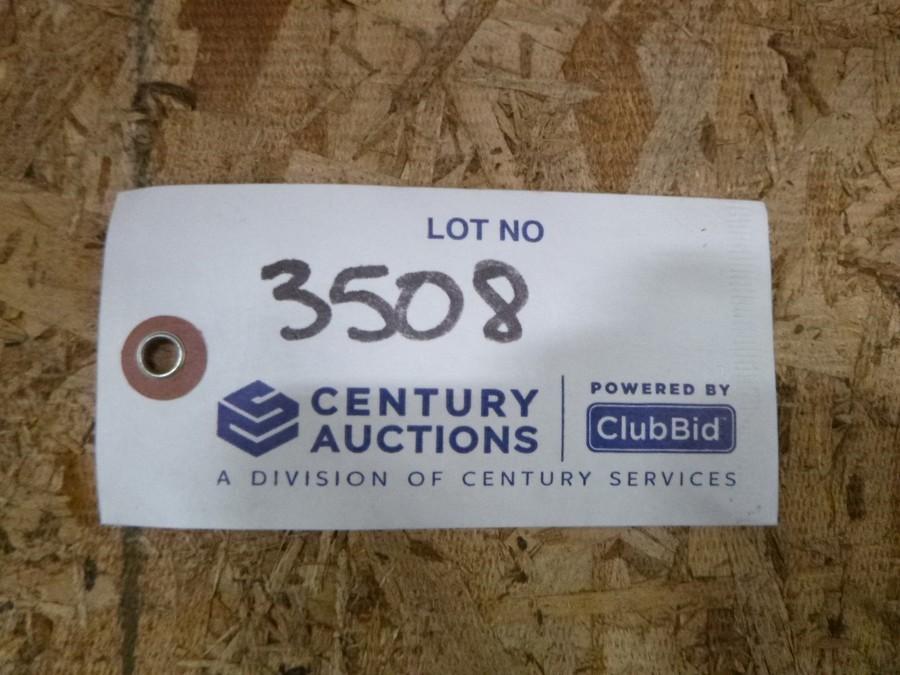 LOT NO
3508
CENTURY AUCTIONS
POWERED BY
ClubBid
A DIVISION OF CENTURY SERVICES